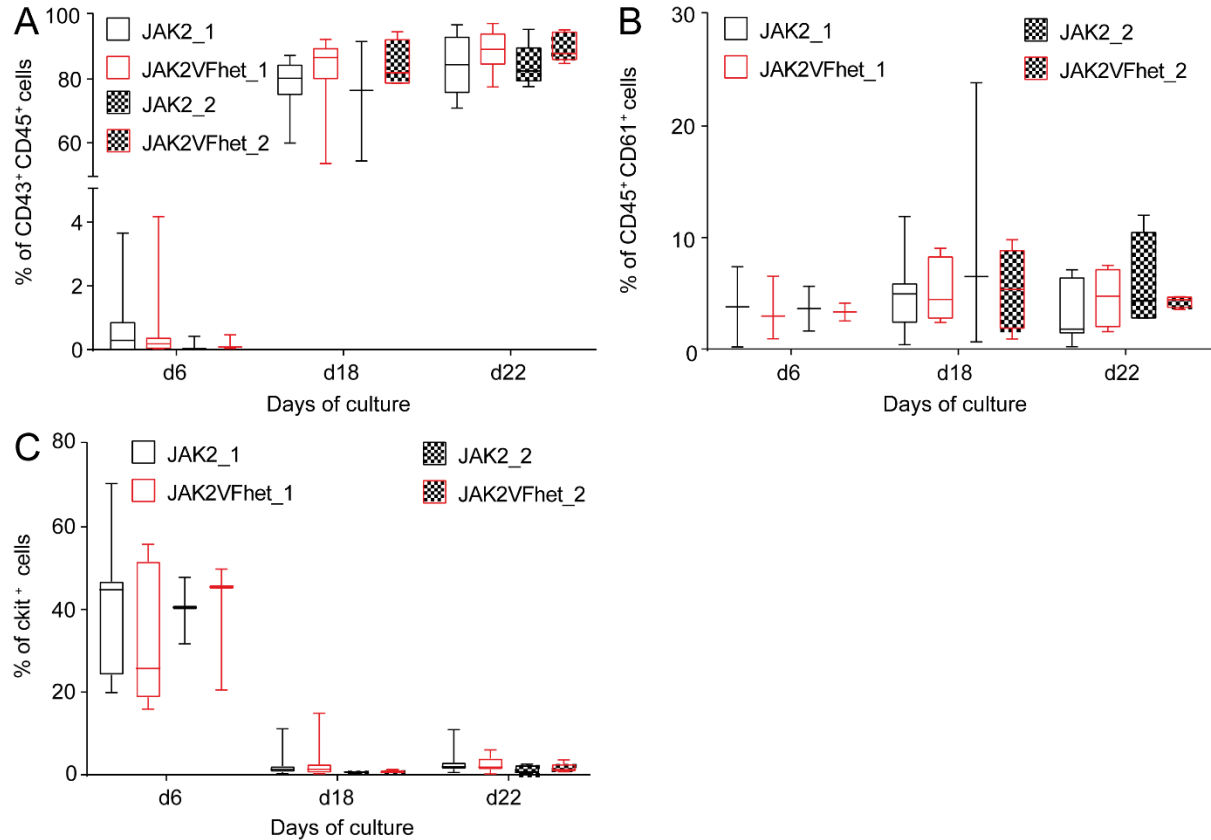 A
% of CD43+ CD45+ cells
100
80
60
4
2
0
JAK2_1
JAK2VFhet_1
JAK2_2
JAK2VFhet_2
d6 d18 d22
Days of culture
B
% of CD45+ CD61+ cells
30
20
10
0
JAK2_1 JAK2_2
JAK2VFhet_1 JAK2VFhet_2
d6 d18 d22
Days of culture
C
% of ckit + cells
80
60
40
20
0
JAK2_1 JAK2_2
JAK2VFhet_1 JAK2VFhet_2
d6 d18 d22
Days of culture